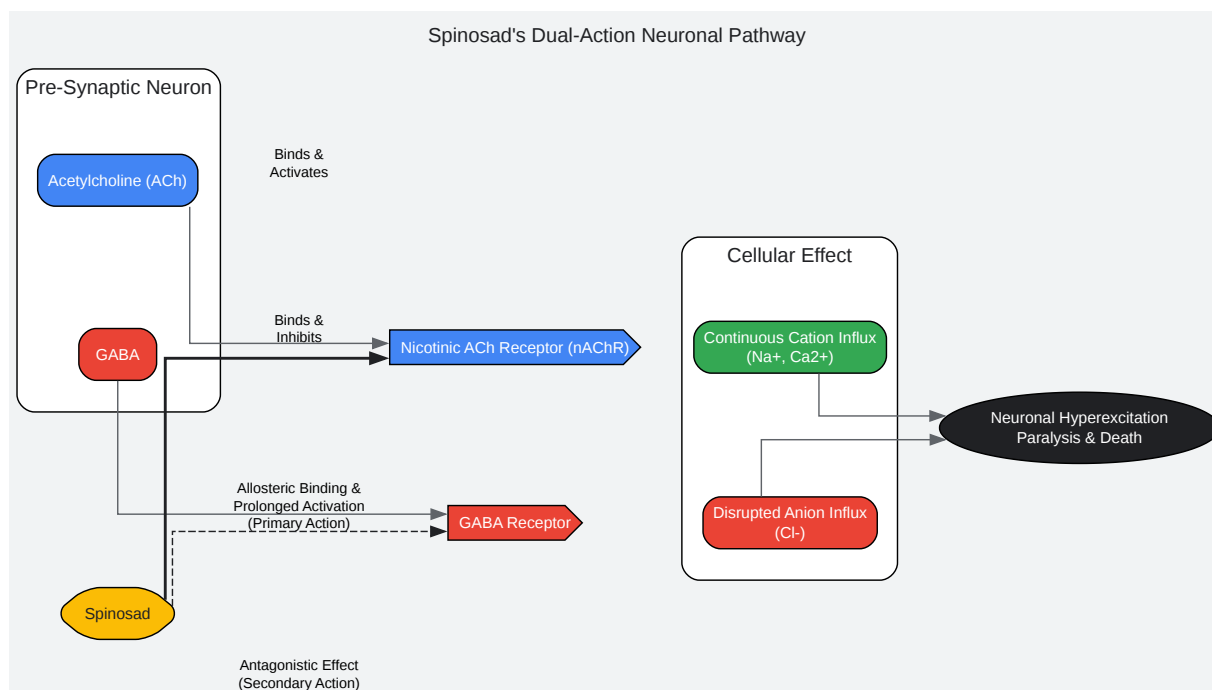 Spinosad's Dual-Action Neuronal Pathway
Pre-Synaptic Neuron
Acetylcholine (ACh)
GABA
Binds &
Activates
Binds &
Inhibits
Nicotinic ACh Receptor (nAChR)
Allosteric Binding &
Prolonged Activation
(Primary Action)
GABA Receptor
Spinosad
Antagonistic Effect
(Secondary Action)
Cellular Effect
Continuous Cation Influx
(Na+, Ca2+)
Disrupted Anion Influx
(Cl-)
Neuronal Hyperexcitation
Paralysis & Death